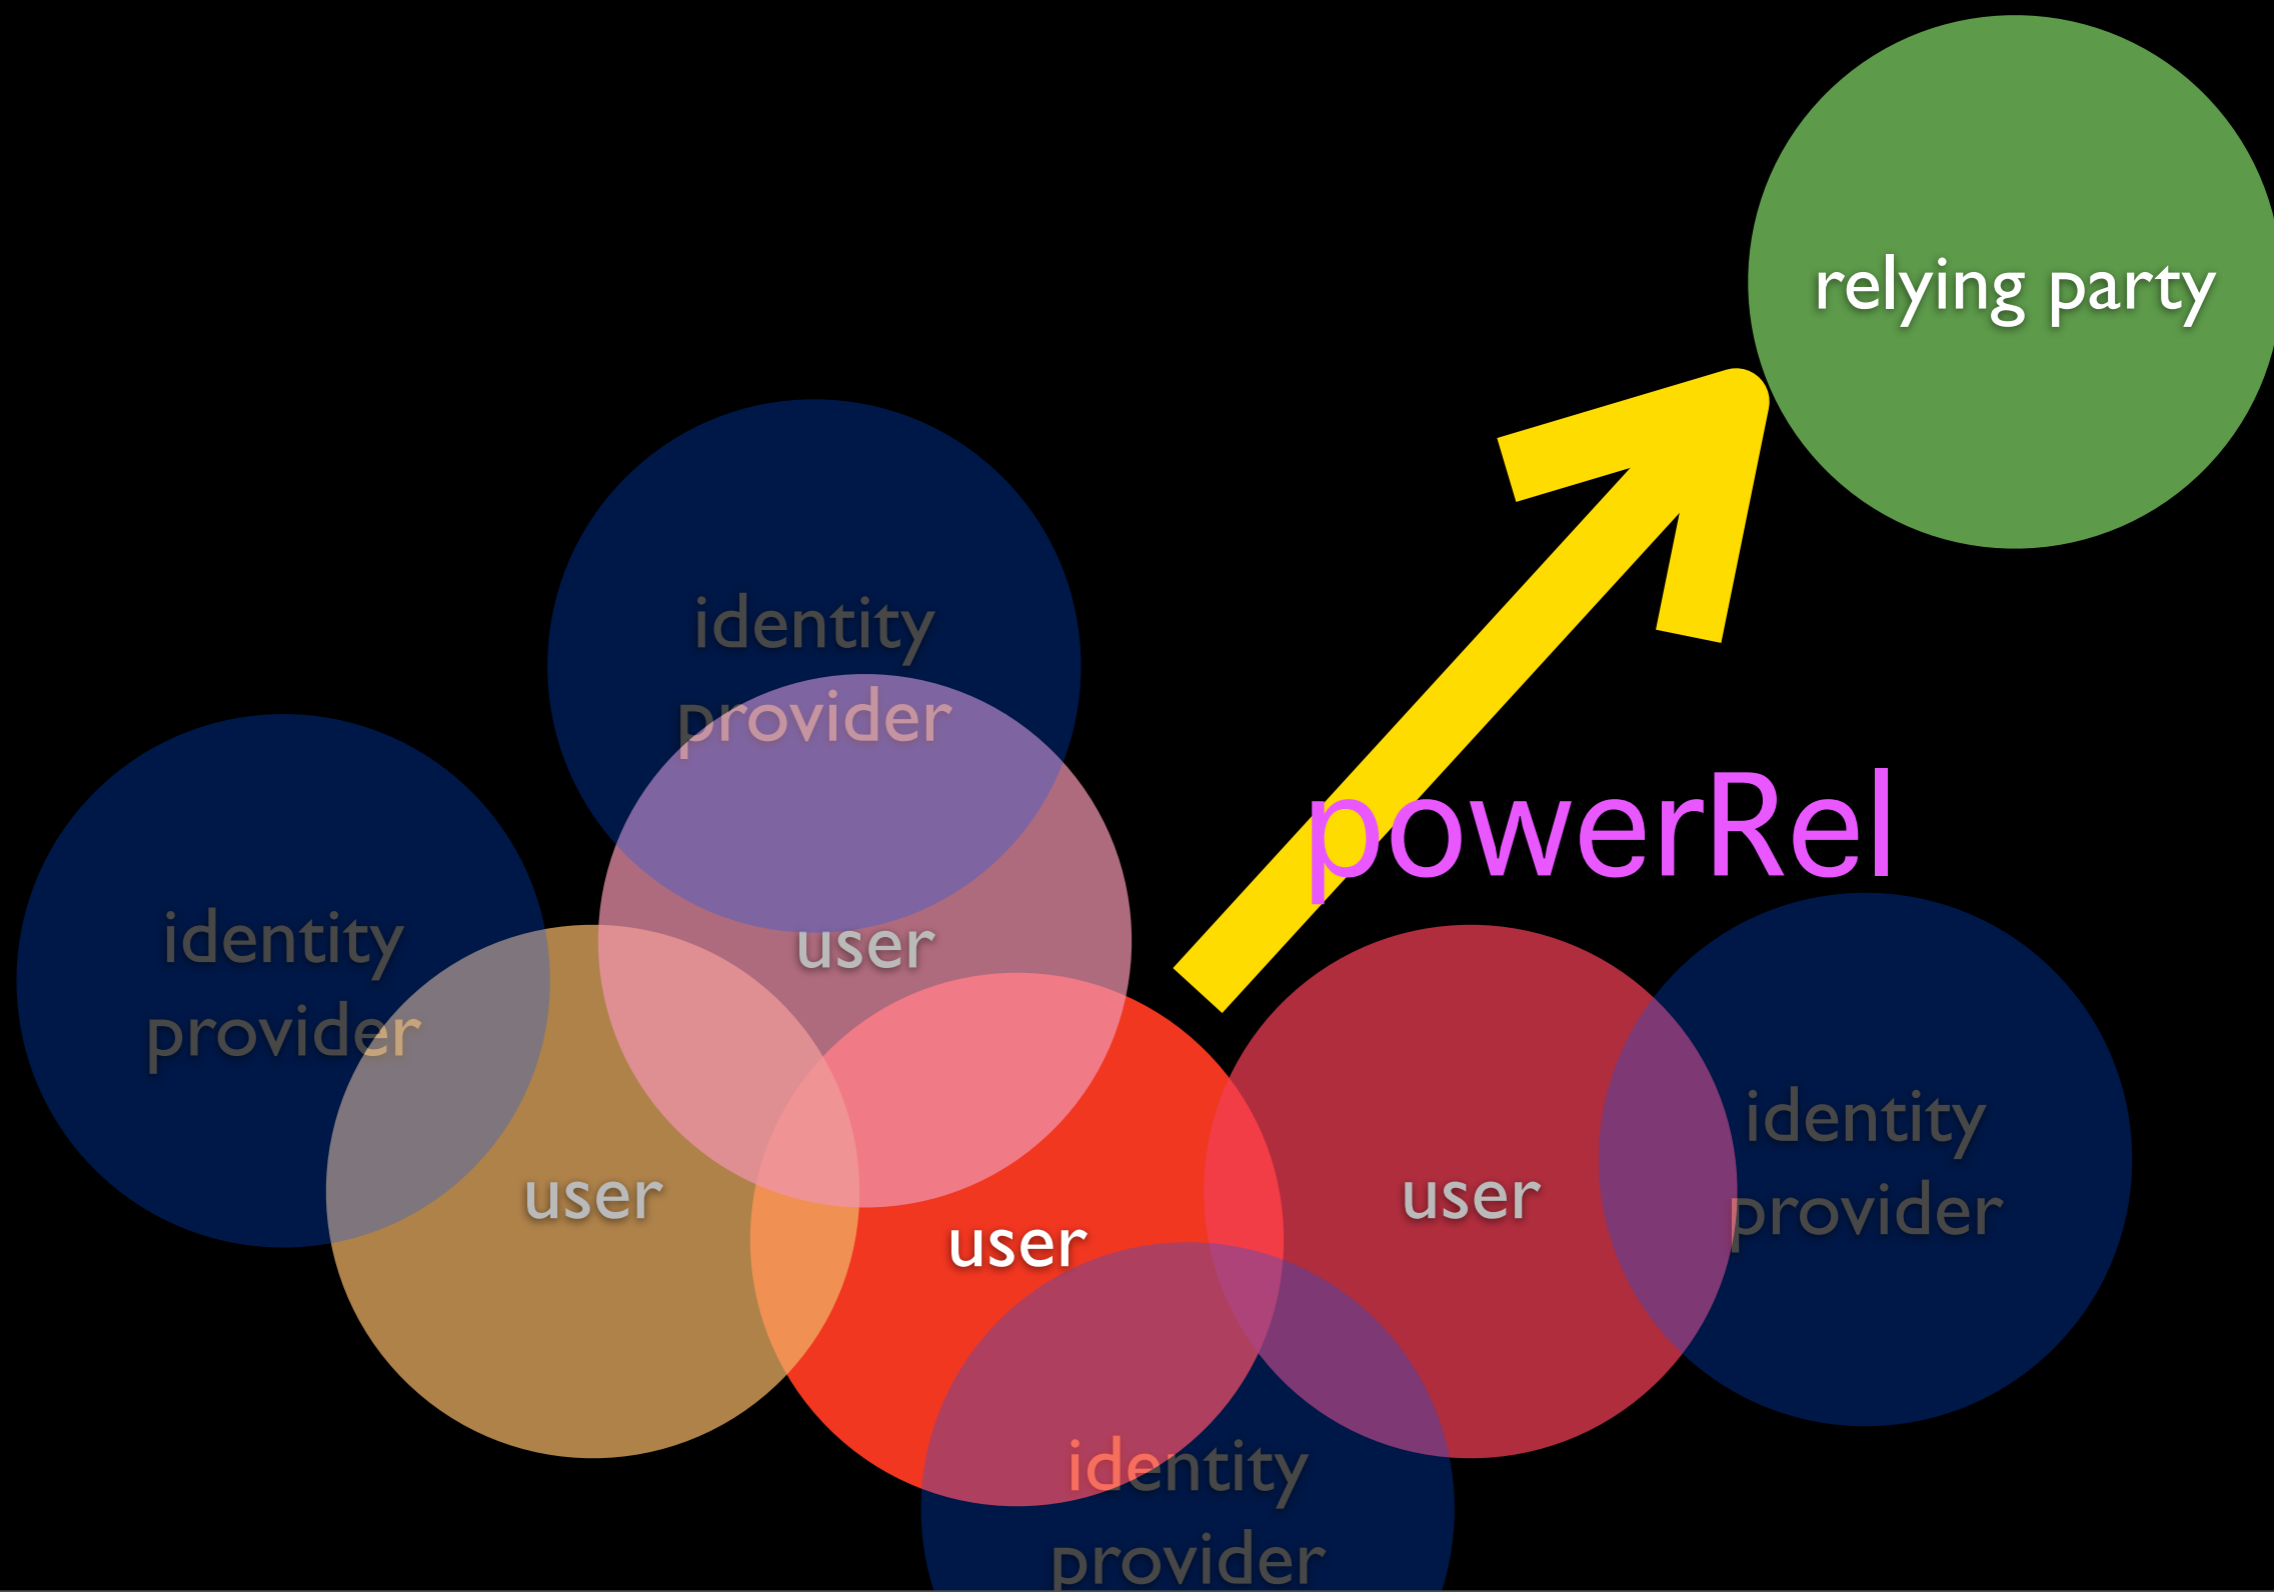 relying party
identity
provider
powerRel
identity
provider
user
identity
provider
user
user
user
identity
provider